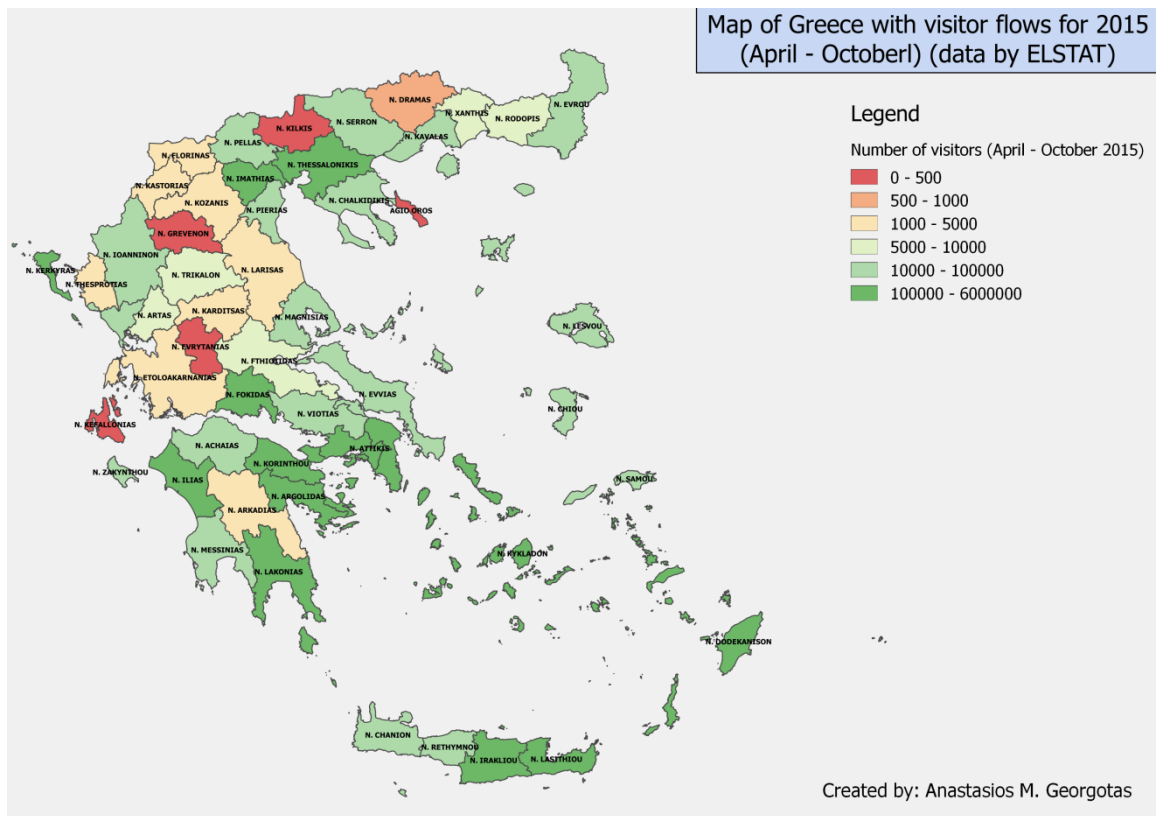 Map of Greece with visitor flows for 2015
(April - Octoberl) (data by ELSTAT)
Legend
Number of visitors (April - October 2015)
0 - 500
500 - 1000
1000 - 5000
5000 - 10000
10000 - 100000
100000 - 6000000
N. DRAMAS
N. EVROU
N. XANTHIS
N. RODOPIS
N. SERRON
N. KILKIS
N. KAVALAS
N. PELLAS
N. FLORINAS
N. THESSALONIKIS
N. IMATHIAS
N. KASTORIAS
N. KOZANIS
N. CHALKIDIKIS
N. PIERIAS
AGIO OROS
N. GREVENON
N. IOANNINON
N. KERKYRAS
N. LARISAS
N. TRIKALON
N. THESPROTIAS
N. KARDITSAS
N. ARTAS
N. MAGNISIAS
N. LESVOU
N. EVRYTANIAS
N. FTHIOTIDAS
N. ETOLOAKARNANIAS
N. FOKIDAS
N. EVVIAS
N. CHIOU
N. VIOTIAS
N. KEFALLONIAS
N. ACHAIAS
N. ATTIKIS
N. KORINTHOU
N. ZAKYNTHOU
N. ILIAS
N. SAMOU
N. ARGOLIDAS
N. ARKADIAS
N. MESSINIAS
N. KYKLADON
N. LAKONIAS
N. DODEKANISON
N. CHANION
N. RETHYMNOU
N. IRAKLIOU
N. LASITHIOU
Created by: Anastasios M. Georgotas